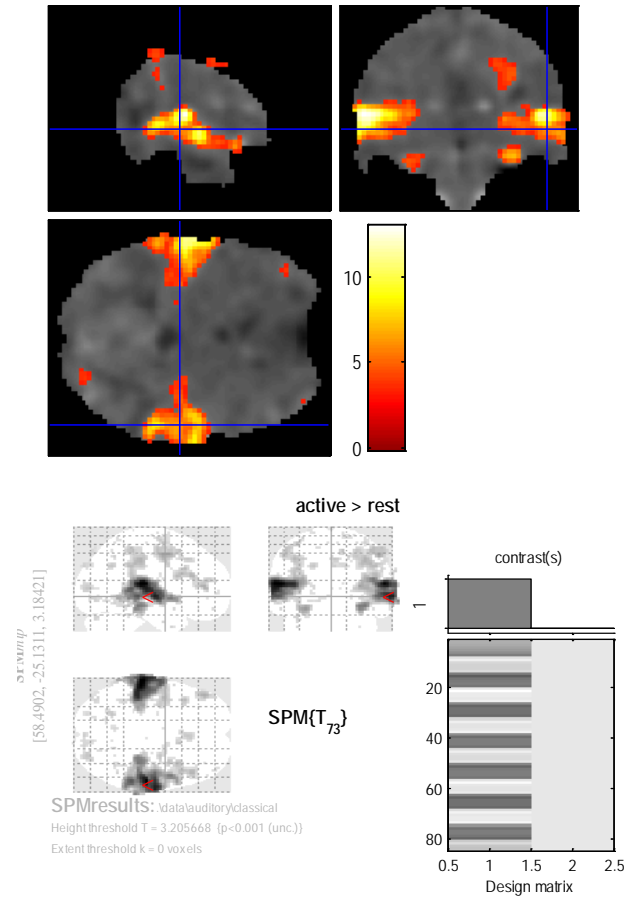 10
5
0
active > rest
contrast(s)
1
SPMmip
[58.4902, -25.1311, 3.18421]
<
<
<
SPM{T73}
20
40
60
80
0.5 1 1.5 2 2.5
Design matrix
SPMresults: .\data\auditory\classical
Height threshold T = 3.205668 {p<0.001 (unc.)}
Extent threshold k = 0 voxels